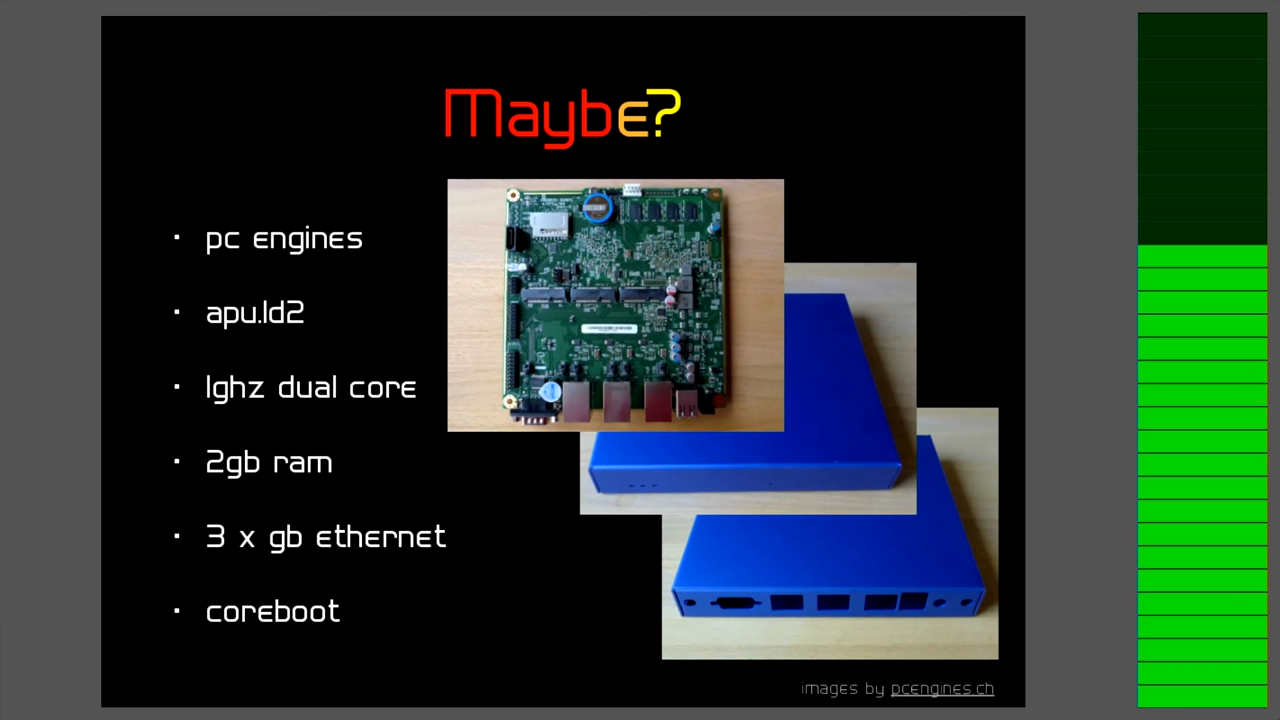 Maybe?
pc engines
apu.1d2
1ghz dual core
2gb ram
3 x gb ethernet
coreboot
images by pcengines.ch